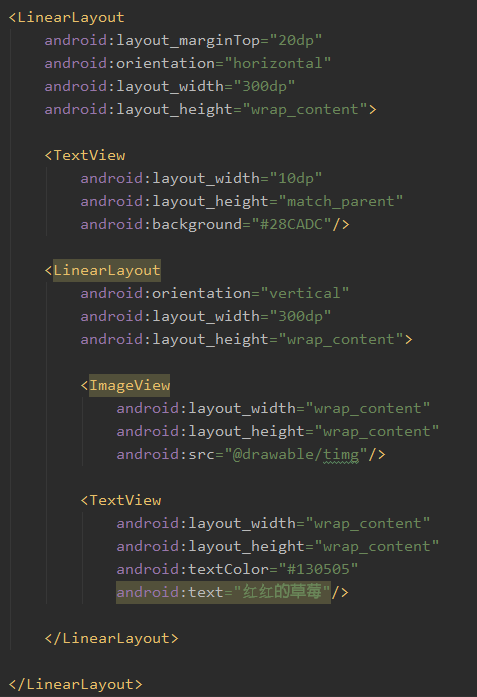 <LinearLayout
android:layout_marginTop="20dp"
android:orientation="horizontal"
android:layout_width="300dp"
android:layout_height="wrap_content">
<TextView
android:layout_width="10dp"
android:layout_height="match_parent"
android:background="#28CADC"/>
<LinearLayout
android:orientation="vertical"
android:layout_width="300dp"
android:layout_height="wrap_content">
<ImageView
android:layout_width="wrap_content"
android:layout_height="wrap_content"
android:src="@drawable/timg"/>
<TextView
android:layout_width="wrap_content"
android:layout_height="wrap_content"
android:textColor="#130505"
android:text="红红的草莓"/>
</LinearLayout>
</LinearLayout>